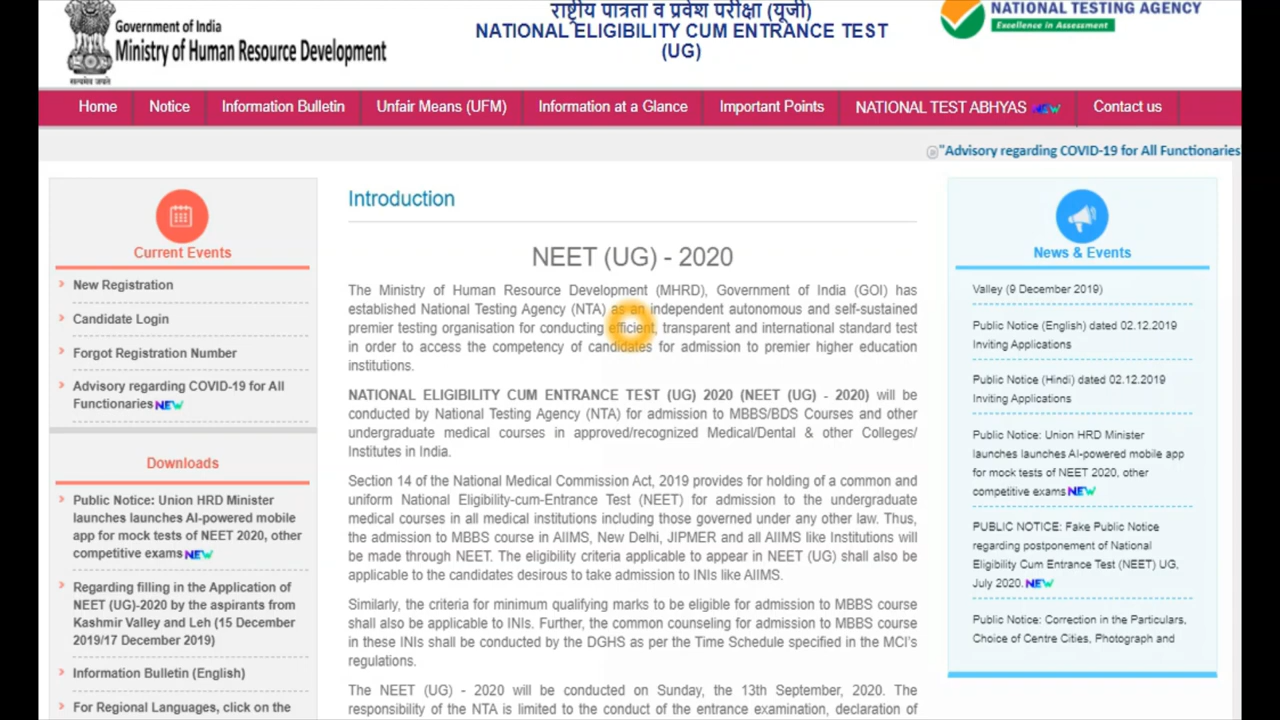 Government of India
Ministry of Human Resource Development
सत्यमेव जयते
राष्ट्रीय पात्रता व प्रवेश परीक्षा (यूजी)
NATIONAL ELIGIBILITY CUM ENTRANCE TEST
(UG)
NATIONAL TESTING AGENCY
Excellence in Assessment
Home
Notice
Information Bulletin
Unfair Means (UFM)
Information at a Glance
Important Points
NATIONAL TEST ABHYAS NEW
Contact us
"Advisory regarding COVID-19 for All Functionaries
Current Events
New Registration
Candidate Login
Forgot Registration Number
Advisory regarding COVID-19 for All
Functionaries NEW
Downloads
Public Notice: Union HRD Minister
launches launches AI-powered mobile
app for mock tests of NEET 2020, other
competitive exams NEW
Regarding filling in the Application of
NEET (UG)-2020 by the aspirants from
Kashmir Valley and Leh (15 December
2019/17 December 2019)
Information Bulletin (English)
For Regional Languages, click on the
Introduction
NEET (UG) - 2020
The Ministry of Human Resource Development (MHRD), Government of India (GOI) has
established National Testing Agency (NTA) as an independent autonomous and self-sustained
premier testing organisation for conducting efficient, transparent and international standard test
in order to access the competency of candidates for admission to premier higher education
institutions.
NATIONAL ELIGIBILITY CUM ENTRANCE TEST (UG) 2020 (NEET (UG) - 2020) will be
conducted by National Testing Agency (NTA) for admission to MBBS/BDS Courses and other
undergraduate medical courses in approved/recognized Medical/Dental & other Colleges/
Institutes in India.
Section 14 of the National Medical Commission Act, 2019 provides for holding of a common and
uniform National Eligibility-cum-Entrance Test (NEET) for admission to the undergraduate
medical courses in all medical institutions including those governed under any other law. Thus,
the admission to MBBS course in AIIMS, New Delhi, JIPMER and all AIIMS like Institutions will
be made through NEET. The eligibility criteria applicable to appear in NEET (UG) shall also be
applicable to the candidates desirous to take admission to INIs like AIIMS.
Similarly, the criteria for minimum qualifying marks to be eligible for admission to MBBS course
shall also be applicable to INIs. Further, the common counseling for admission to MBBS course
in these INIs shall be conducted by the DGHS as per the Time Schedule specified in the MCI's
regulations.
The NEET (UG) - 2020 will be conducted on Sunday, the 13th September, 2020. The
responsibility of the NTA is limited to the conduct of the entrance examination, declaration of
News & Events
Valley (9 December 2019)
Public Notice (English) dated 02.12.2019
Inviting Applications
Public Notice (Hindi) dated 02.12.2019
Inviting Applications
Public Notice: Union HRD Minister
launches launches AI-powered mobile app
for mock tests of NEET 2020, other
competitive exams NEW
PUBLIC NOTICE: Fake Public Notice
regarding postponement of National
Eligibility Cum Entrance Test (NEET) UG,
July 2020. NEW
Public Notice: Correction in the Particulars,
Choice of Centre Cities, Photograph and